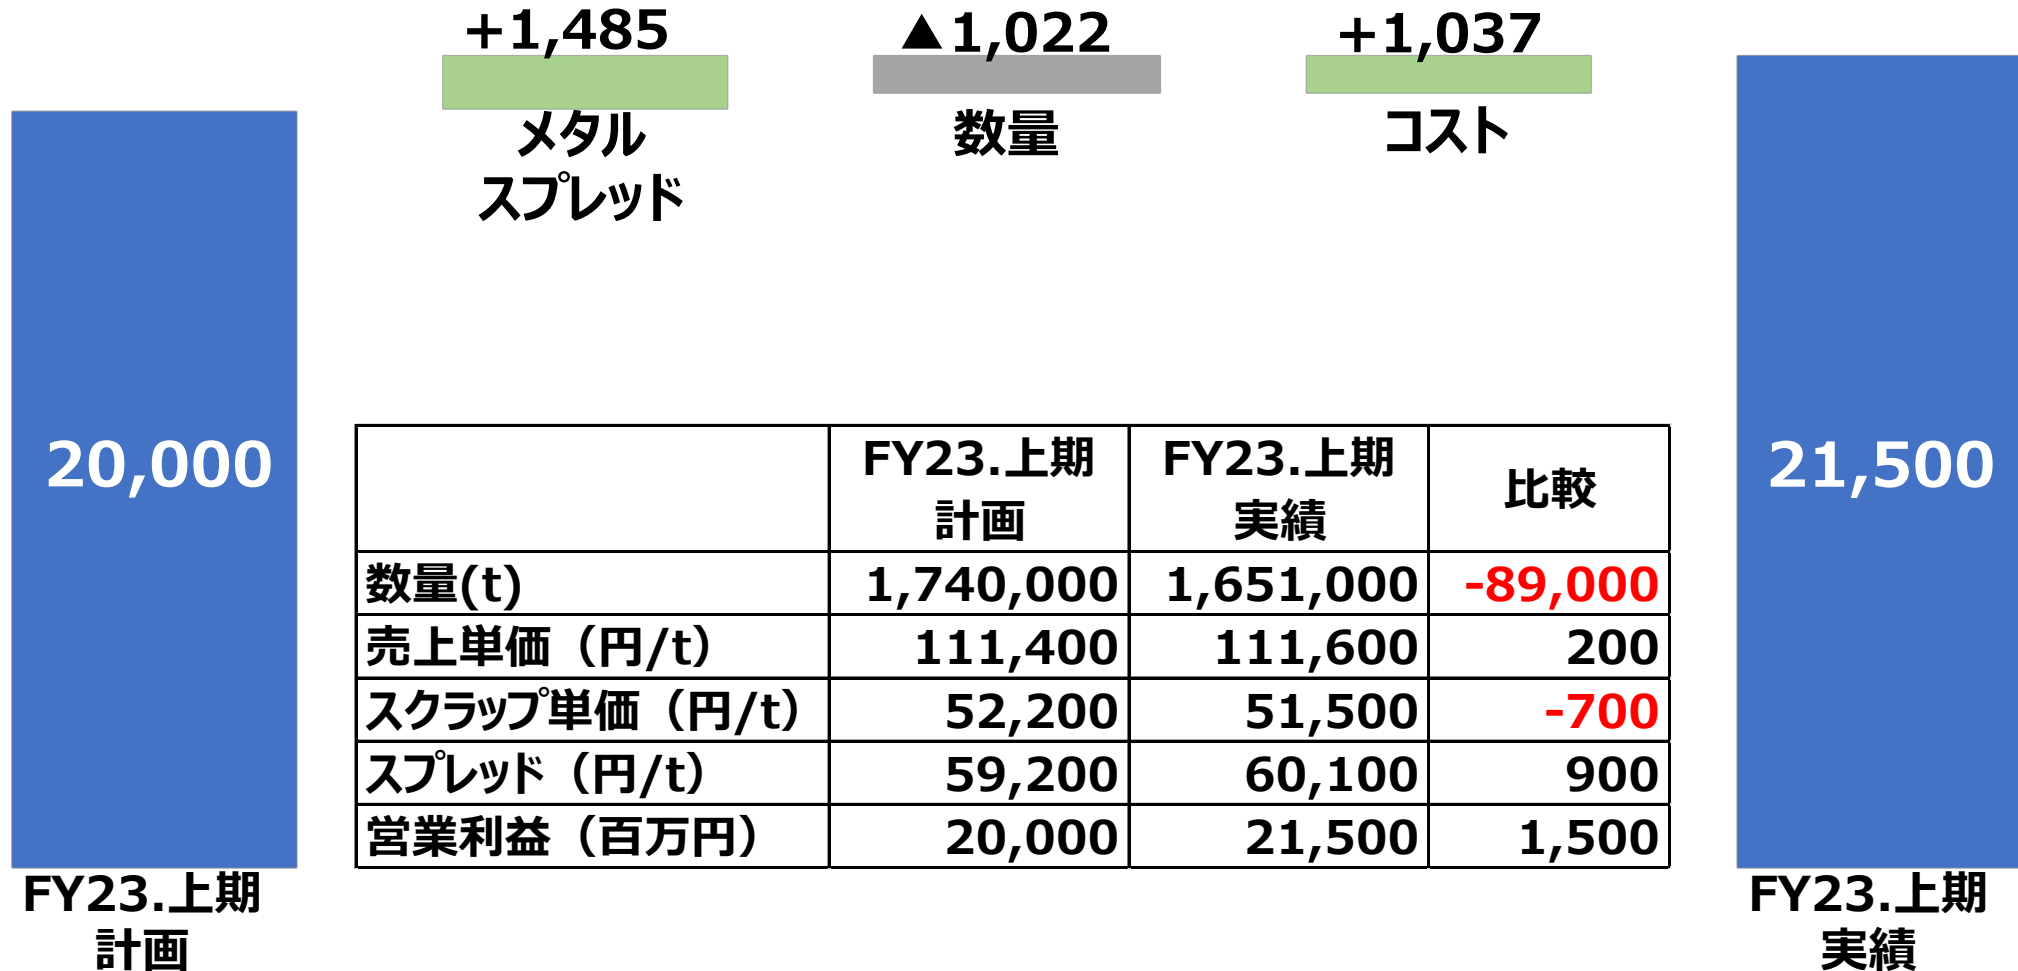 +1,485
▲1,022
+1,037
メタル
スプレッド
数量
コスト
20,000
21,500
FY23.上期
計画
FY23.上期
実績
比較
数量(t) 1,740,000 1,651,000 -89,000
売上単価（円/t） 111,400 111,600 200
スクラップ単価（円/t） 52,200 51,500 -700
スプレッド（円/t） 59,200 60,100 900
営業利益（百万円） 20,000 21,500 1,500
FY23.上期
計画
FY23.上期
実績